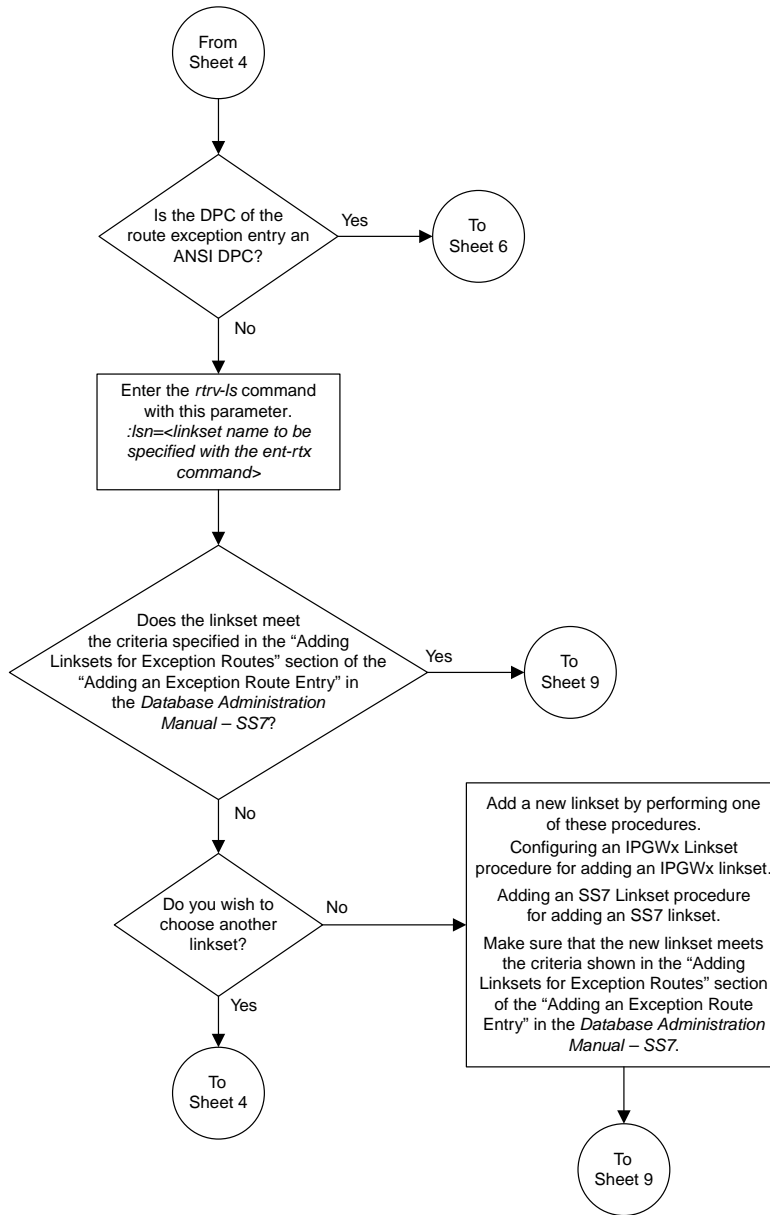 From
Sheet 4
Is the DPC of the
route exception entry an
ANSI DPC?
Yes
To
Sheet 6
No
Enter the rtrv-ls command
with this parameter.
:lsn=<linkset name to be
specified with the ent-rtx
command>
Does the linkset meet
the criteria specified in the “Adding
Linksets for Exception Routes” section of the
“Adding an Exception Route Entry” in
the Database Administration
Manual – SS7?
Yes
To
Sheet 9
No
Do you wish to
choose another
linkset?
No
Add a new linkset by performing one
of these procedures.
Configuring an IPGWx Linkset
procedure for adding an IPGWx linkset.
Adding an SS7 Linkset procedure
for adding an SS7 linkset.
Make sure that the new linkset meets
the criteria shown in the “Adding
Linksets for Exception Routes” section
of the “Adding an Exception Route
Entry” in the Database Administration
Manual – SS7.
Yes
To
Sheet 4
To
Sheet 9